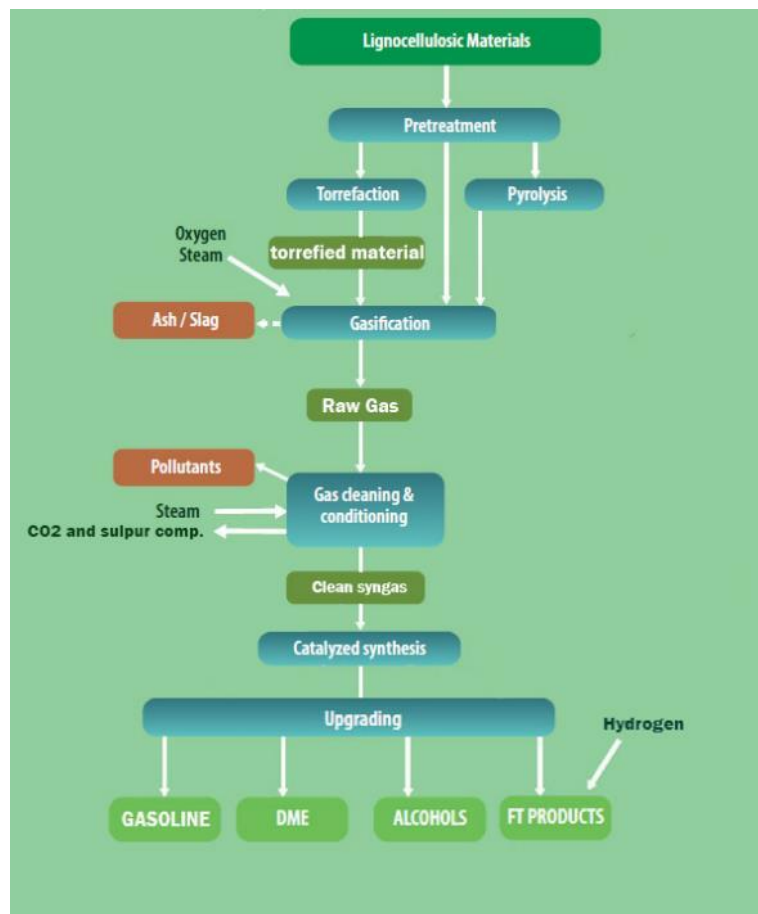 Lignocellulosic Materials
Pretreatment
Torrefaction
Pyrolysis
Oxygen
Steam
torrefied material
Ash / Slag
Gasification
Raw Gas
Pollutants
Gas cleaning &
conditioning
Steam
CO2 and sulpur comp.
Clean syngas
Catalyzed synthesis
Upgrading
Hydrogen
GASOLINE
DME
ALCOHOLS
FT PRODUCTS